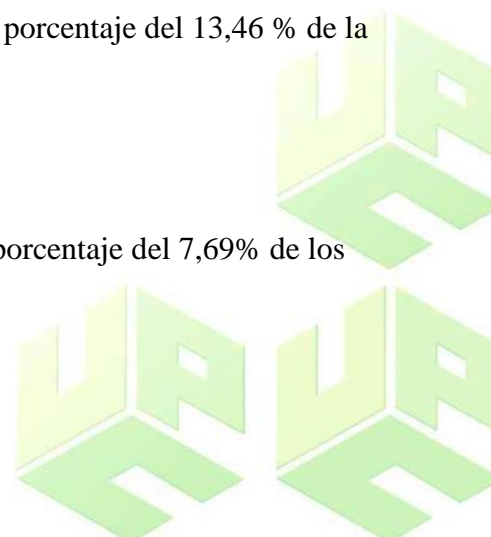 porcentaje del 13,46 % de la
porcentaje del 7,69% de los